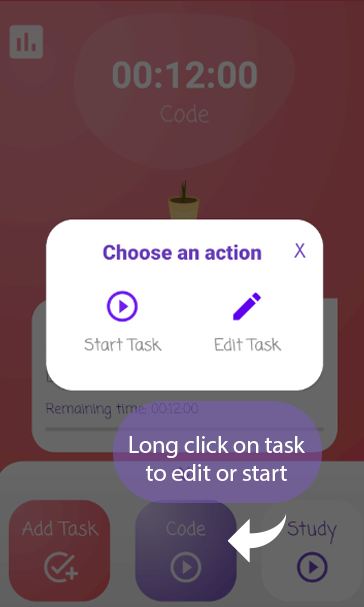 00:12:00
Code
Choose an action X
Start Task Edit Task
Remaining time: 00:12:00
Long click on task
to edit or start
Add Task Code Study